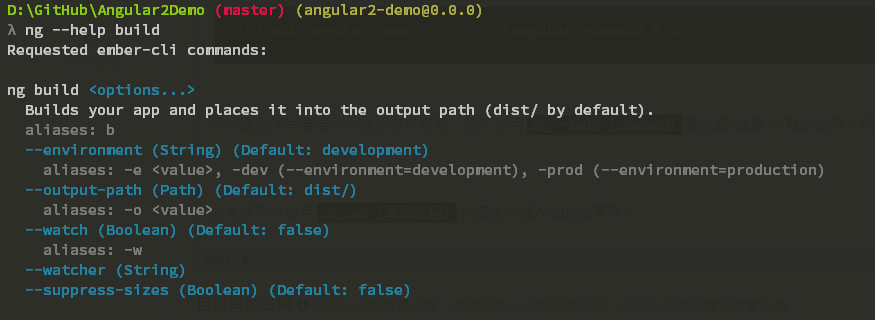 D:\GitHub\Angular2Demo (master) (angular2-demo@0.0.0)
λ ng --help build
Requested ember-cli commands:
ng build <options...>
Builds your app and places it into the output path (dist/ by default).
aliases: b
--environment (String) (Default: development)
aliases: -e <value>, -dev (--environment=development), -prod (--environment=production)
--output-path (Path) (Default: dist/)
aliases: -o <value>
--watch (Boolean) (Default: false)
aliases: -w
--watcher (String)
--suppress-sizes (Boolean) (Default: false)